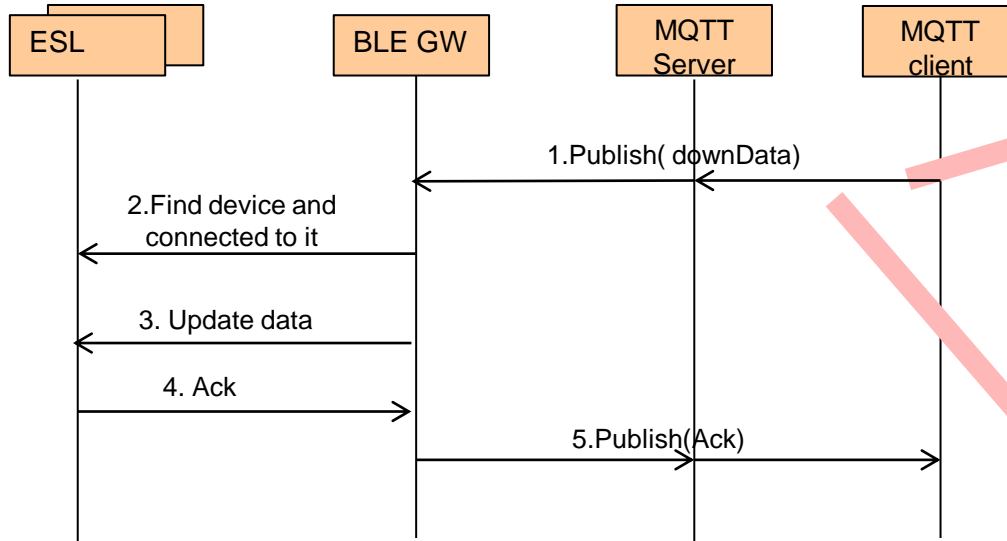 ESL
BLE GW
MQTT
Server
MQTT
client
1.Publish( downData)
2.Find device and
connected to it
3. Update data
4. Ack
5.Publish(Ack)